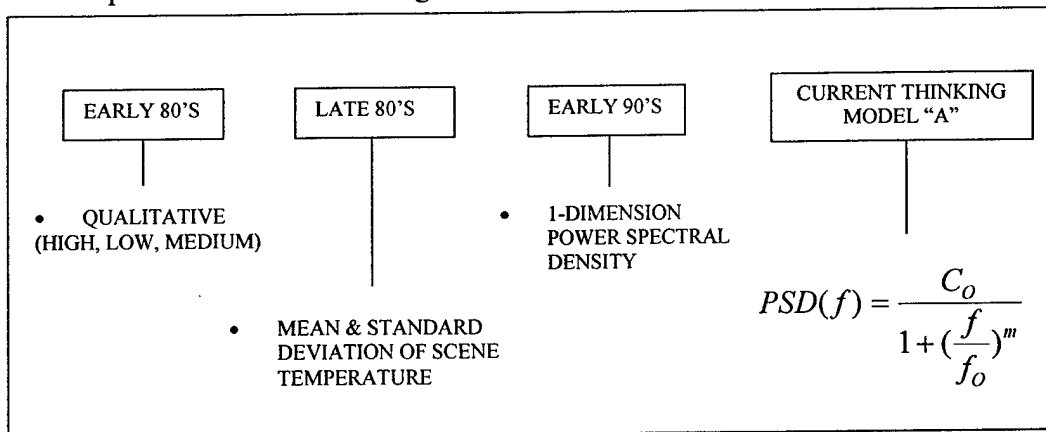 EARLY 80'S
LATE 80'S
EARLY 90'S
CURRENT THINKING
MODEL “A”
• QUALITATIVE
(HIGH, LOW, MEDIUM)
• MEAN & STANDARD
DEVIATION OF SCENE
TEMPERATURE
• 1-DIMENSION
POWER SPECTRAL
DENSITY
PSD(f) = C_O / (1 + (f / f_O)^m)